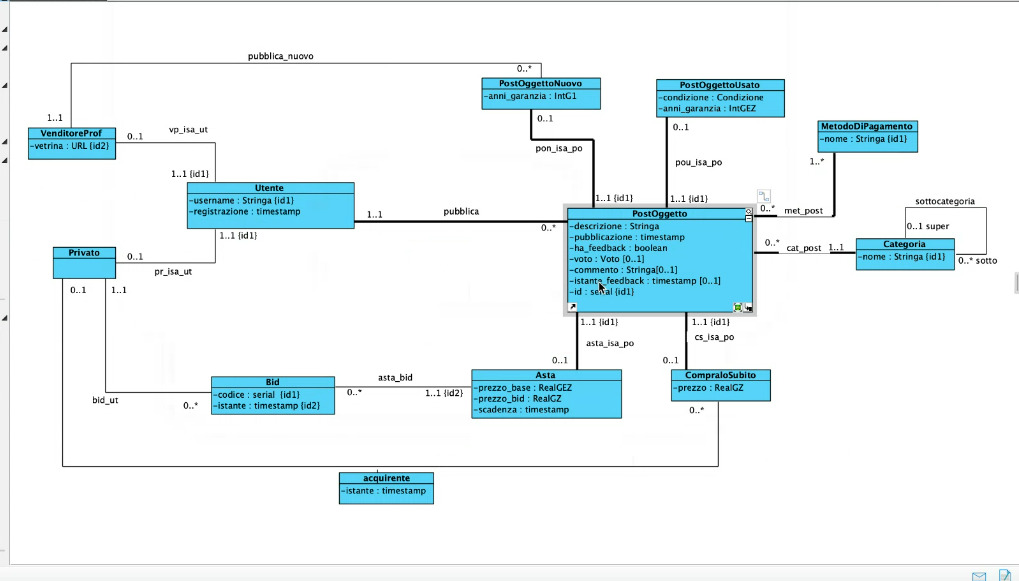 pubblica_nuovo
0..*
1..1
PostOggettoNuovo
-anni_garanzia : IntG1
PostOggettoUsato
-condizione : Condizione
-anni_garanzia : IntGEZ
MetodoDiPagamento
-nome : Stringa {id1}
VenditoreProf
-vetrina : URL {id2}
0..1
vp_isa_ut
0..1
pon_isa_po
0..1
pou_isa_po
1..*
1..1 {id1}
Utente
-username : Stringa {id1}
-registrazione : timestamp
1..1
pubblica
0..*
1..1 {id1}
1..1 {id1}
0..*
met_post
sottocategoria
0..1 super
0..* sotto
PostOggetto
-descrizione : Stringa
-pubblicazione : timestamp
-ha_feedback : boolean
-voto : Voto [0..1]
-commento : Stringa[0..1]
-istante_feedback : timestamp [0..1]
-id : serial {id1}
0..*
cat_post
1..1
Categoria
-nome : Stringa {id1}
1..1 {id1}
Privato
0..1
pr_isa_ut
0..1
1..1
1..1 {id1}
asta_isa_po
0..1
1..1 {id1}
cs_isa_po
0..1
Bid
-codice : serial {id1}
-istante : timestamp {id2}
bid_ut
0..*
asta_bid
0..*
1..1 {id2}
Asta
-prezzo_base : RealGEZ
-prezzo_bid : RealGZ
-scadenza : timestamp
CompraloSubito
-prezzo : RealGZ
0..*
acquirente
-istante : timestamp